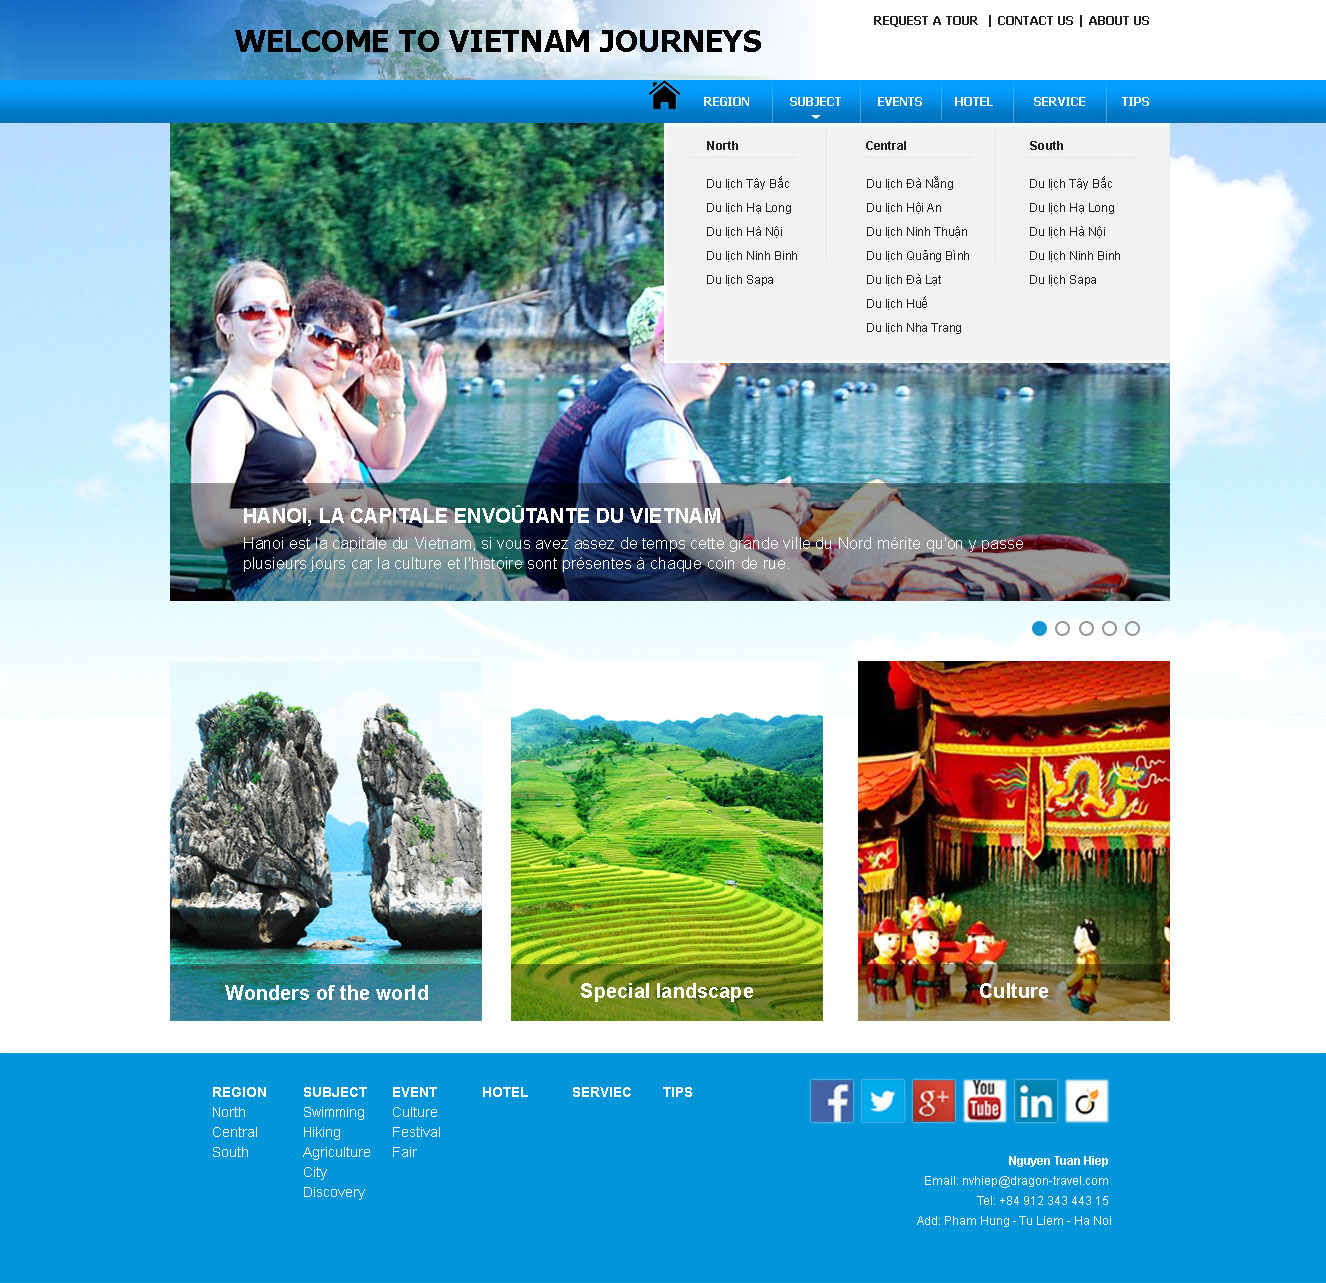 WELCOME TO VIETNAM JOURNEYS
REQUEST A TOUR | CONTACT US | ABOUT US
REGION SUBJECT EVENTS HOTEL SERVICE TIPS
North
Du lịch Tây Bắc
Du lịch Hạ Long
Du lịch Hà Nội
Du lịch Ninh Binh
Du lịch Sapa
Central
Du lịch Đà Nẵng
Du lịch Hội An
Du lịch Ninh Thuận
Du lịch Quảng Bình
Du lịch Đà Lạt
Du lịch Huế
Du lịch Nha Trang
South
Du lịch Tây Bắc
Du lịch Hạ Long
Du lịch Hà Nội
Du lịch Ninh Binh
Du lịch Sapa
HANOI, LA CAPITALE ENVOÛTANTE DU VIETNAM
Hanoi est la capitale du Vietnam, si vous avez assez de temps cette grande ville du Nord mérite qu'on y passe
plusieurs jours car la culture et l'histoire sont présentes à chaque coin de rue.
Wonders of the world
Special landscape
Culture
REGION
North
Central
South
SUBJECT
Swimming
Hiking
Agriculture
City
Discovery
EVENT
Culture
Festival
Fair
HOTEL
SERVIEC
TIPS
f
g+
You
Tube
in
Nguyen Tuan Hiep
Email: nvhiep@dragon-travel.com
Tel: +84 912 343 443 15
Add: Pham Hung - Tu Liem - Ha Noi